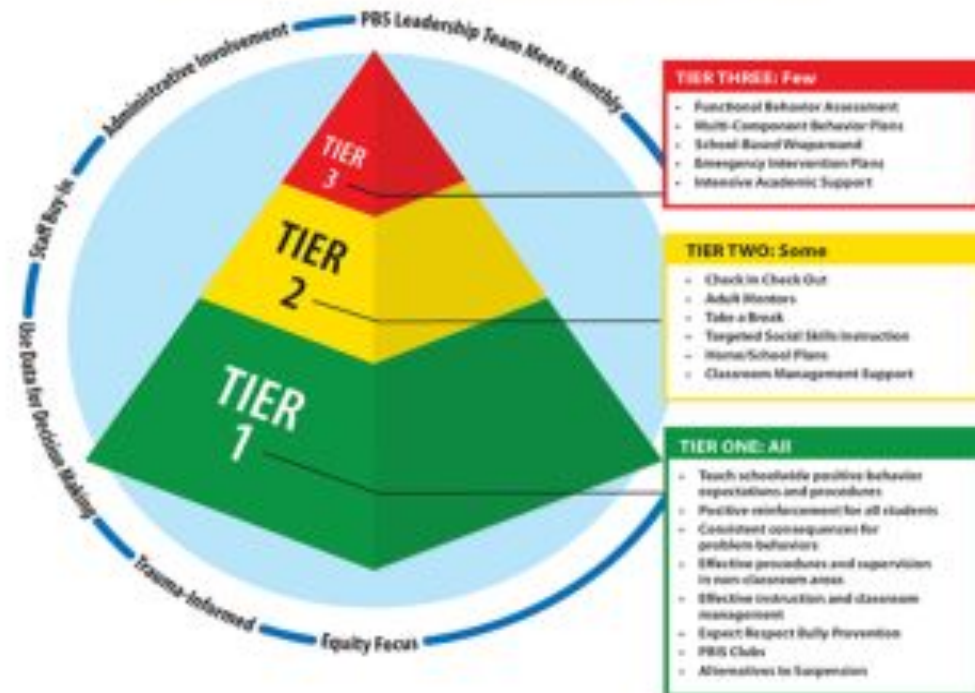 PBS Leadership Team Meets Monthly
Administrative Involvement
Staff Buy-In
Use Data for Decision Making
Trauma-Informed
Equity Focus
TIER
3
TIER
2
TIER
1
TIER THREE: Few
- Functional Behavior Assessment
- Multi-Component Behavior Plans
- School-Based Wraparound
- Emergency Intervention Plans
- Intensive Academic Support
TIER TWO: Some
- Check In Check Out
- Adult Mentors
- Take a Break
- Targeted Social Skills Instruction
- Home/School Plans
- Classroom Management Support
TIER ONE: All
- Teach schoolwide positive behavior
expectations and procedures
- Positive reinforcement for all students
- Consistent consequences for
problem behaviors
- Effective procedures and supervision
in non-classroom areas
- Effective instruction and classroom
management
- Expect Respect Bully Prevention
- PBIS Clubs
- Alternatives to Suspension